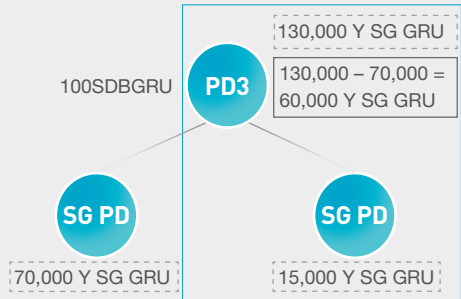 130,000 Y SG GRU
100SDBGRU
PD3
130,000 – 70,000 =
60,000 Y SG GRU
SG PD
SG PD
70,000 Y SG GRU
15,000 Y SG GRU